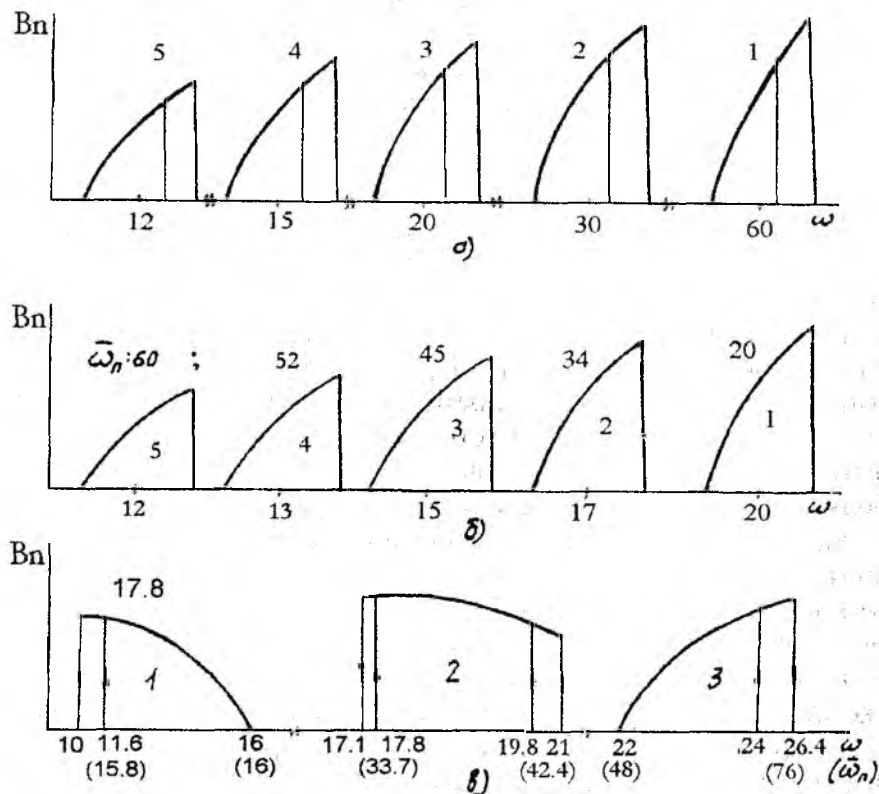 Bn
5 4 3 2 1
12 15 20 30 60 ω
а)
Bn
ω̄п:60 ; 52 45 34 20
5 4 3 2 1
12 13 15 17 20 ω
б)
Bn
17.8
1 2 3
10 11.6 16 17.1 17.8 19.8 21 22 24 26.4 ω
(15.8) (16) (33.7) (42.4) (48) (76) (ω̄п)
в)